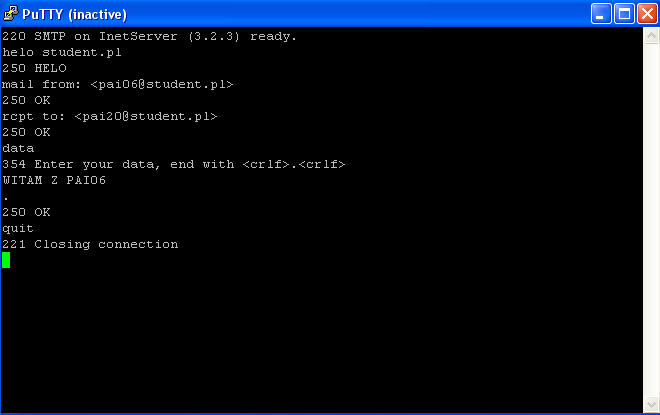 PuTTY (inactive)
220 SMTP on InetServer (3.2.3) ready.
helo student.pl
250 HELO
mail from: <pai06@student.pl>
250 OK
rcpt to: <pai20@student.pl>
250 OK
data
354 Enter your data, end with <crlf>.<crlf>
WITAM Z PAI06
.
250 OK
quit
221 Closing connection